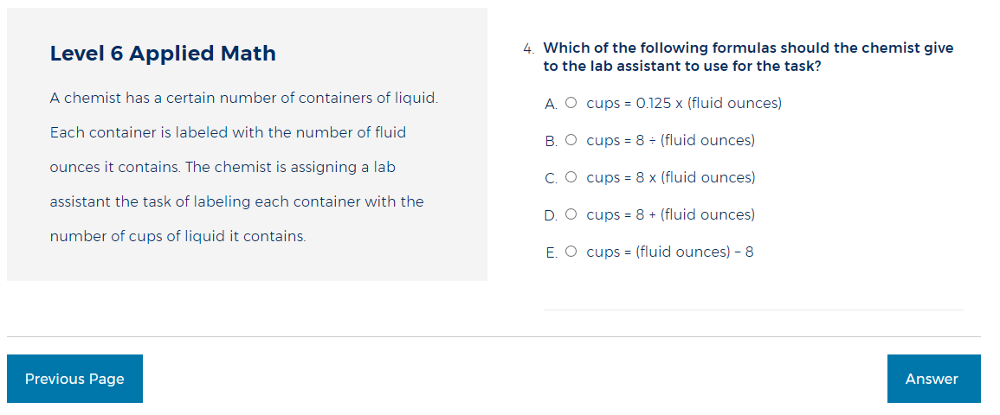 Level 6 Applied Math
A chemist has a certain number of containers of liquid.
Each container is labeled with the number of fluid
ounces it contains. The chemist is assigning a lab
assistant the task of labeling each container with the
number of cups of liquid it contains.
4. Which of the following formulas should the chemist give
to the lab assistant to use for the task?
A. cups = 0.125 x (fluid ounces)
B. cups = 8 ÷ (fluid ounces)
C. cups = 8 x (fluid ounces)
D. cups = 8 + (fluid ounces)
E. cups = (fluid ounces) − 8
Previous Page
Answer